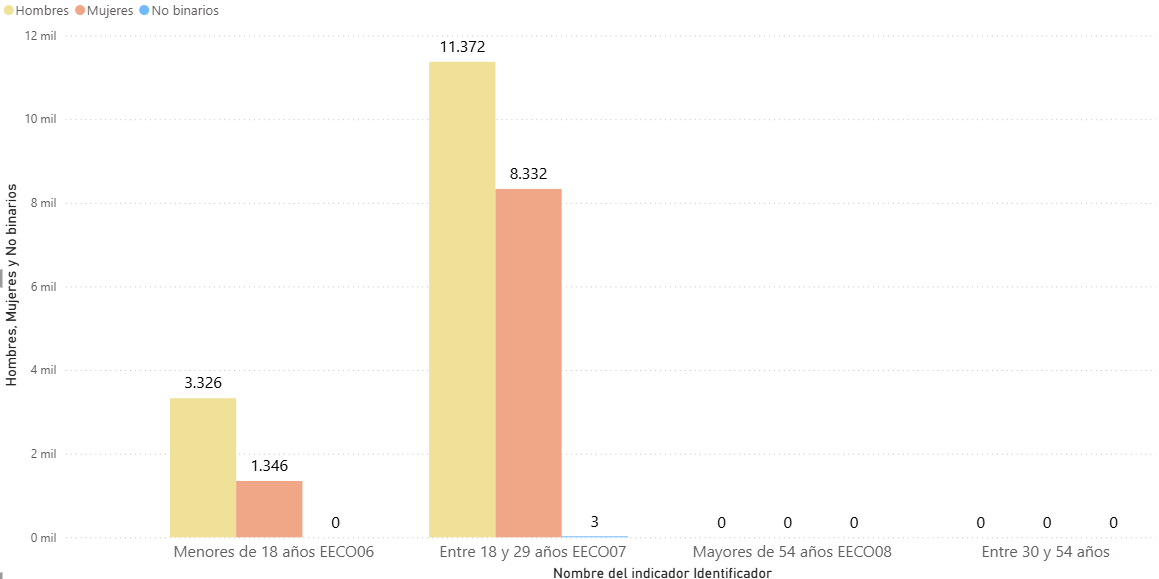 Hombres Mujeres No binarios
Hombres, Mujeres y No binarios
12 mil
10 mil
8 mil
6 mil
4 mil
2 mil
0 mil
3.326
1.346
0
11.372
8.332
3
0
0
0
0
0
0
Menores de 18 años EECO06
Entre 18 y 29 años EECO07
Mayores de 54 años EECO08
Entre 30 y 54 años
Nombre del indicador Identificador